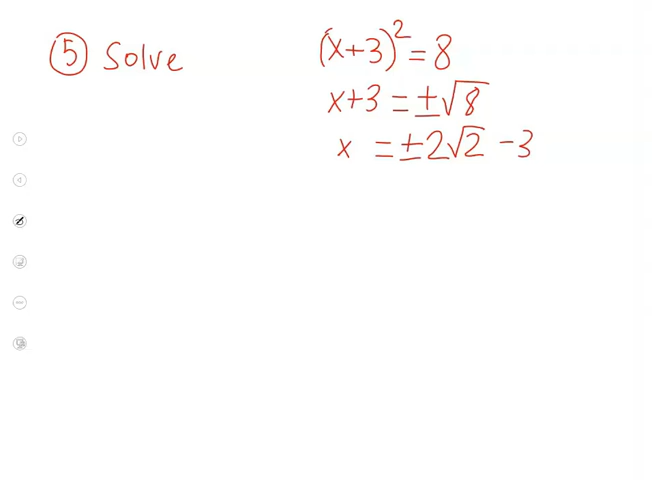 ⑤ Solve (x+3)² = 8
x+3 = ±√8
x = ±2√2 −3